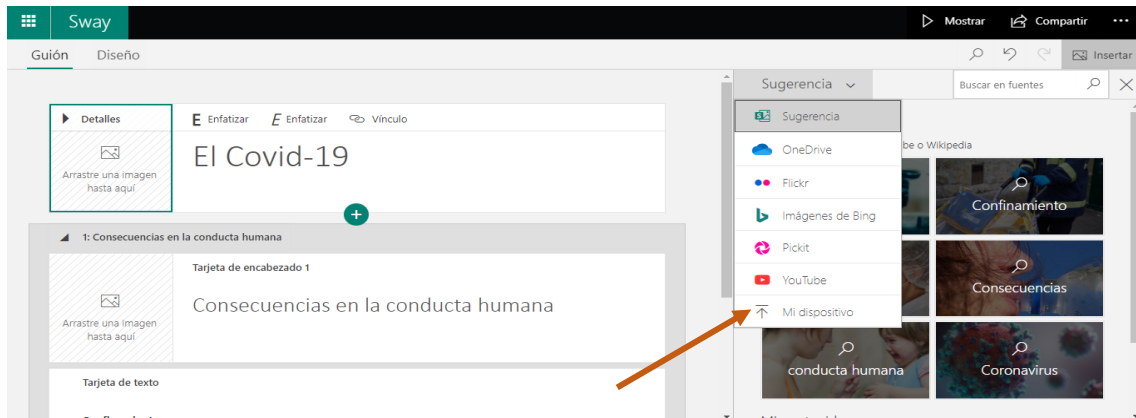 Sway
Mostrar
Compartir
Guión
Diseño
Insertar
Sugerencia
Buscar en fuentes
Detalles
E Enfatizar
E Enfatizar
Vínculo
El Covid-19
Arrastre una imagen
hasta aquí
1: Consecuencias en la conducta humana
Tarjeta de encabezado 1
Consecuencias en la conducta humana
Arrastre una imagen
hasta aquí
Tarjeta de texto
Sugerencia
OneDrive
Flickr
Imágenes de Bing
Pickit
YouTube
Mi dispositivo
be o Wikipedia
Confinamiento
Consecuencias
conducta humana
Coronavirus